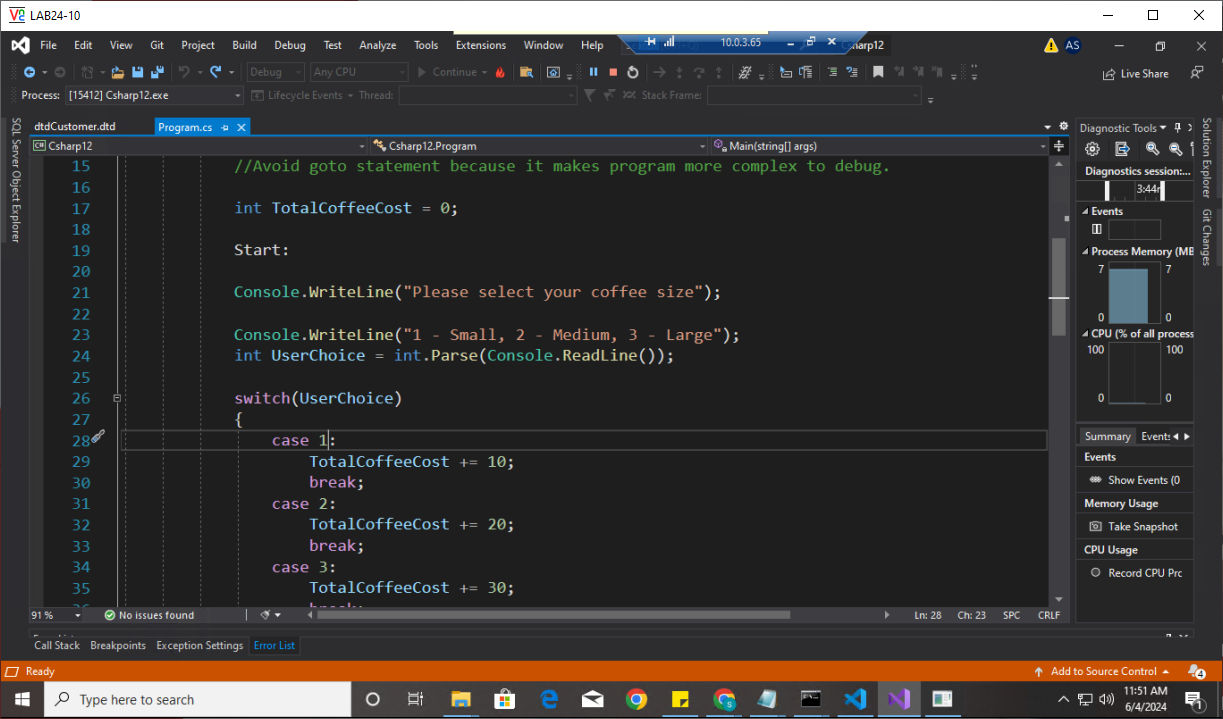 LAB24-10
File Edit View Git Project Build Debug Test Analyze Tools Extensions Window Help
10.0.3.65
Csharp12
AS
Debug Any CPU Continue
Live Share
Process: [15412] Csharp12.exe Lifecycle Events Thread: Stack Frame:
SQL Server Object Explorer
dtdCustomer.dtd Program.cs
Csharp12 Csharp12.Program Main(string[] args)
15 //Avoid goto statement because it makes program more complex to debug.
16
17 int TotalCoffeeCost = 0;
18
19 Start:
20
21 Console.WriteLine("Please select your coffee size");
22
23 Console.WriteLine("1 - Small, 2 - Medium, 3 - Large");
24 int UserChoice = int.Parse(Console.ReadLine());
25
26 switch(UserChoice)
27 {
28 case 1:
29 TotalCoffeeCost += 10;
30 break;
31 case 2:
32 TotalCoffeeCost += 20;
33 break;
34 case 3:
35 TotalCoffeeCost += 30;
91 % No issues found Ln: 28 Ch: 23 SPC CRLF
Diagnostic Tools
Diagnostics session:...
3:44
Events
Process Memory (MB
7 7
0 0
CPU (% of all process
100 100
0 0
Summary Events
Events
Show Events (0
Memory Usage
Take Snapshot
CPU Usage
Record CPU Prc
Solution Explorer
Git Changes
Call Stack Breakpoints Exception Settings Error List
Ready
Add to Source Control
4
Type here to search
11:51 AM
6/4/2024
1